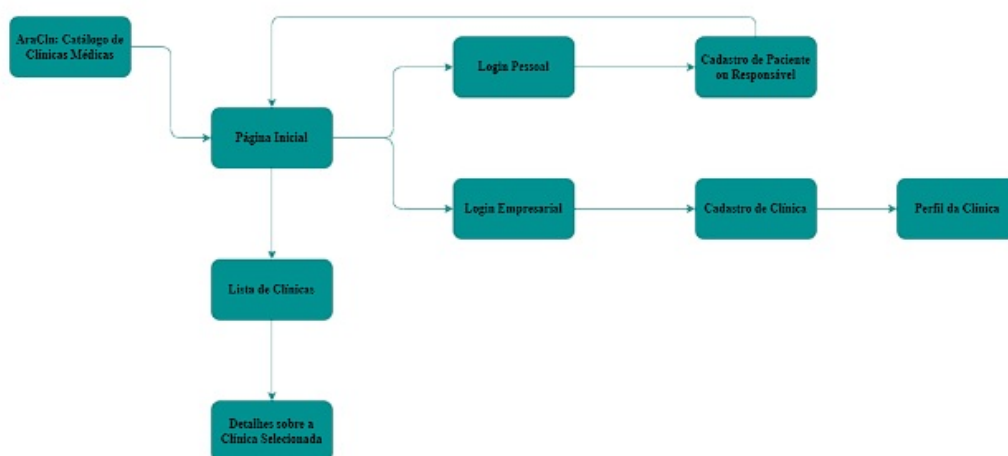 AraCln: Catálogo de
Clínicas Médicas
Login Pessoal
Cadastro de Paciente
ou Responsável
Página Inicial
Login Empresarial
Cadastro de Clínica
Perfil da Clínica
Lista de Clínicas
Detalhes sobre a
Clínica Selecionada